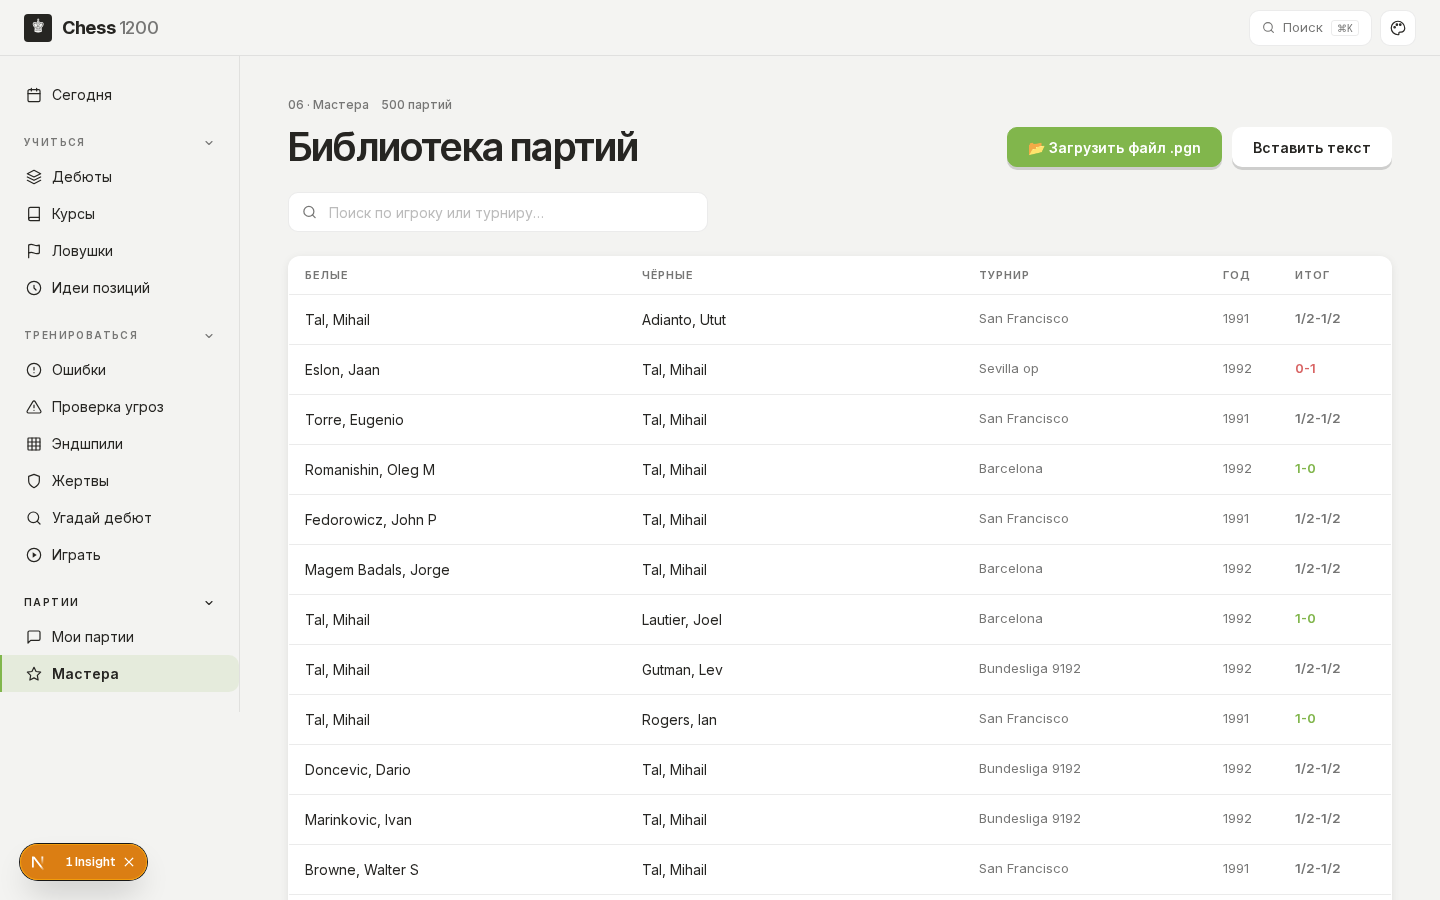 Chess 1200
Поиск ⌘K
Сегодня
УЧИТЬСЯ
Дебюты
Курсы
Ловушки
Идеи позиций
ТРЕНИРОВАТЬСЯ
Ошибки
Проверка угроз
Эндшпили
Жертвы
Угадай дебют
Играть
ПАРТИИ
Мои партии
Мастера
1 Insight
06 · Мастера 500 партий
Библиотека партий
Загрузить файл .pgn
Вставить текст
Поиск по игроку или турниру…
БЕЛЫЕ ЧЁРНЫЕ ТУРНИР ГОД ИТОГ
Tal, Mihail Adianto, Utut San Francisco 1991 1/2-1/2
Eslon, Jaan Tal, Mihail Sevilla op 1992 0-1
Torre, Eugenio Tal, Mihail San Francisco 1991 1/2-1/2
Romanishin, Oleg M Tal, Mihail Barcelona 1992 1-0
Fedorowicz, John P Tal, Mihail San Francisco 1991 1/2-1/2
Magem Badals, Jorge Tal, Mihail Barcelona 1992 1/2-1/2
Tal, Mihail Lautier, Joel Barcelona 1992 1-0
Tal, Mihail Gutman, Lev Bundesliga 9192 1992 1/2-1/2
Tal, Mihail Rogers, Ian San Francisco 1991 1-0
Doncevic, Dario Tal, Mihail Bundesliga 9192 1992 1/2-1/2
Marinkovic, Ivan Tal, Mihail Bundesliga 9192 1992 1/2-1/2
Browne, Walter S Tal, Mihail San Francisco 1991 1/2-1/2